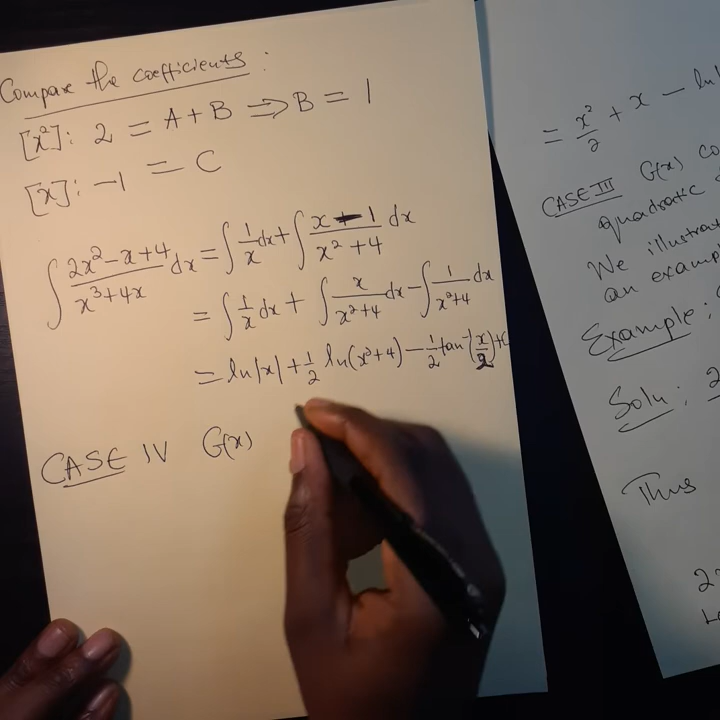 Compare the coefficients :
[x²]: 2 = A+B ⇒ B = 1
[x]: -1 = C
∫ (2x² - x + 4)/(x³ + 4x) dx = ∫ 1/x dx + ∫ (x - 1)/(x² + 4) dx
= ∫ 1/x dx + ∫ x/(x² + 4) dx - ∫ 1/(x² + 4) dx
= ln|x| + 1/2 ln(x² + 4) - 1/2 tan⁻¹(x/2) + C
CASE IV G(x)
= x²/2 + x - ln
CASE III G(x) co
quadratic
We illustrat
an exampl
Example :
Soln : 2
Thus
2